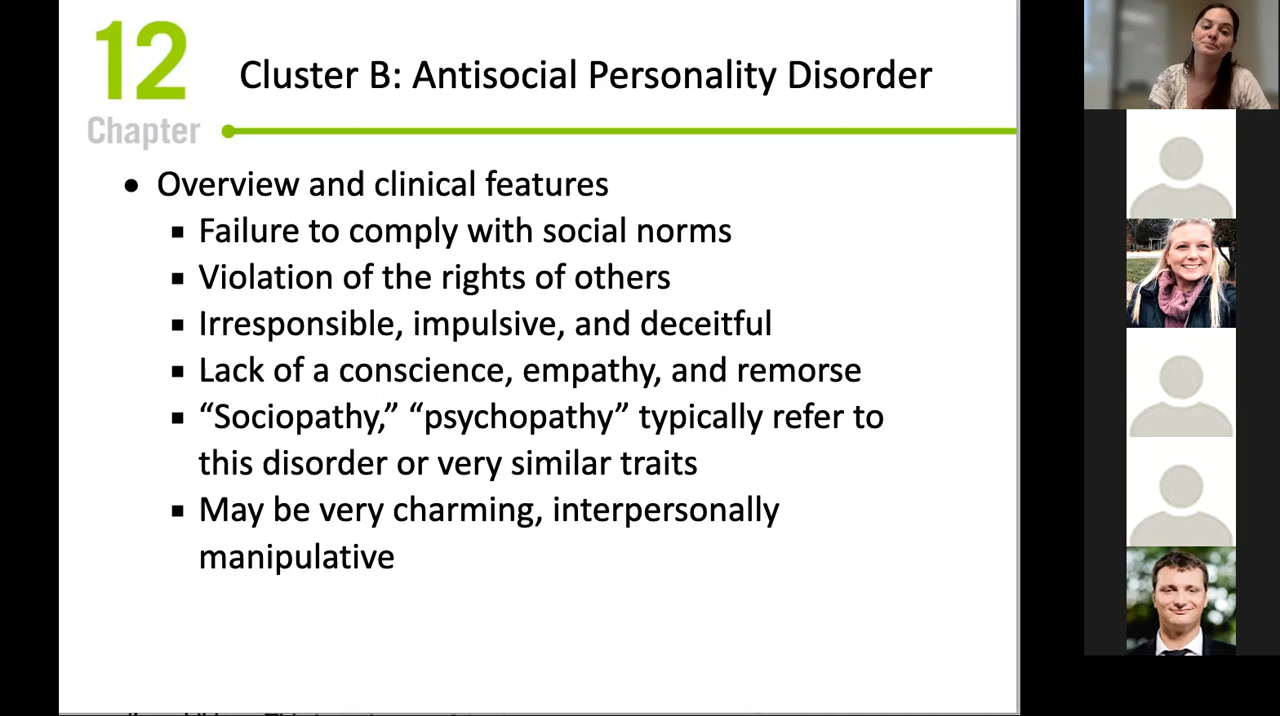 12
Chapter
Cluster B: Antisocial Personality Disorder
• Overview and clinical features
▪ Failure to comply with social norms
▪ Violation of the rights of others
▪ Irresponsible, impulsive, and deceitful
▪ Lack of a conscience, empathy, and remorse
▪ “Sociopathy,” “psychopathy” typically refer to
this disorder or very similar traits
▪ May be very charming, interpersonally
manipulative